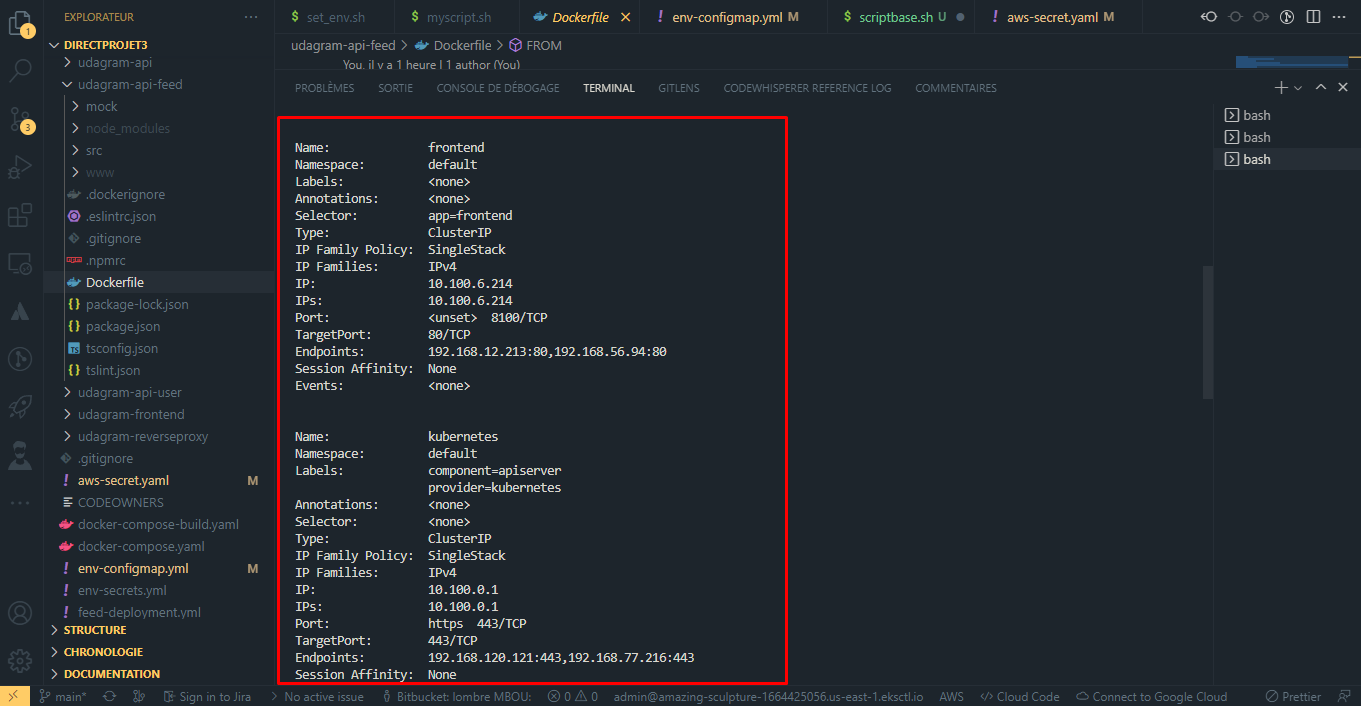 EXPLORATEUR
set_env.sh
myscript.sh
Dockerfile
env-configmap.yml M
scriptbase.sh U
aws-secret.yaml M
DIRECTPROJET3
udagram-api
udagram-api-feed
mock
node_modules
src
www
.dockerignore
.eslintrc.json
.gitignore
.npmrc
Dockerfile
package-lock.json
package.json
tsconfig.json
tslint.json
udagram-api-user
udagram-frontend
udagram-reverseproxy
.gitignore
aws-secret.yaml M
CODEOWNERS
docker-compose-build.yaml
docker-compose.yaml
env-configmap.yml M
env-secrets.yml
feed-deployment.yml
STRUCTURE
CHRONOLOGIE
DOCUMENTATION
1
3
udagram-api-feed > Dockerfile > FROM
You, il y a 1 heure | 1 author (You)
PROBLÈMES SORTIE CONSOLE DE DÉBOGAGE TERMINAL GITLENS CODEWHISPERER REFERENCE LOG COMMENTAIRES
Name: frontend
Namespace: default
Labels: <none>
Annotations: <none>
Selector: app=frontend
Type: ClusterIP
IP Family Policy: SingleStack
IP Families: IPv4
IP: 10.100.6.214
IPs: 10.100.6.214
Port: <unset> 8100/TCP
TargetPort: 80/TCP
Endpoints: 192.168.12.213:80,192.168.56.94:80
Session Affinity: None
Events: <none>
Name: kubernetes
Namespace: default
Labels: component=apiserver
provider=kubernetes
Annotations: <none>
Selector: <none>
Type: ClusterIP
IP Family Policy: SingleStack
IP Families: IPv4
IP: 10.100.0.1
IPs: 10.100.0.1
Port: https 443/TCP
TargetPort: 443/TCP
Endpoints: 192.168.120.121:443,192.168.77.216:443
Session Affinity: None
bash
bash
bash
main* Sign in to Jira No active issue Bitbucket: lombre MBOU: 0 0 admin@amazing-sculpture-1664425056.us-east-1.eksctl.io AWS Cloud Code Connect to Google Cloud Prettier